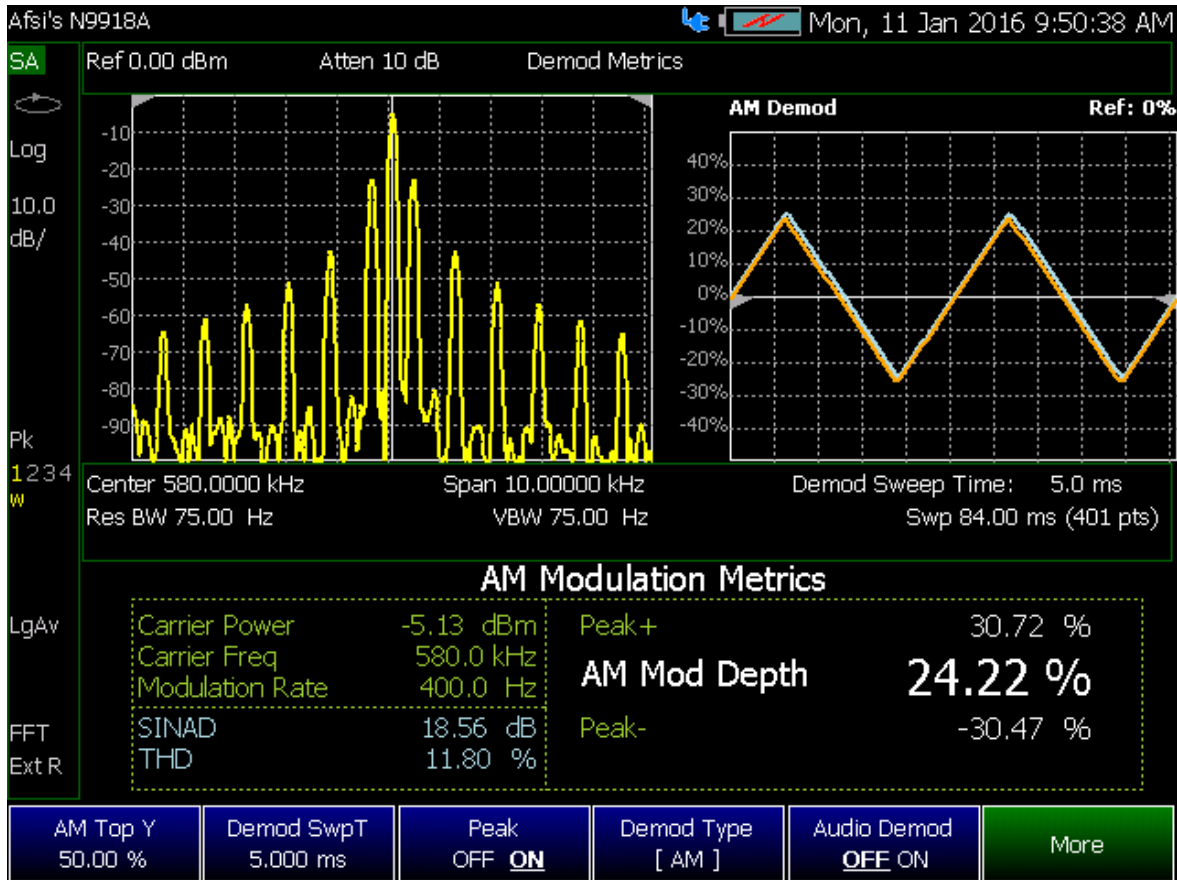 Afsi's N9918A
Mon, 11 Jan 2016 9:50:38 AM
SA
Ref 0.00 dBm Atten 10 dB Demod Metrics
Log
10.0
dB/
Pk
1234
W
LgAv
FFT
Ext R
-10
-20
-30
-40
-50
-60
-70
-80
-90
AM Demod Ref: 0%
40%
30%
20%
10%
0%
-10%
-20%
-30%
-40%
Center 580.0000 kHz Span 10.00000 kHz Demod Sweep Time: 5.0 ms
Res BW 75.00 Hz VBW 75.00 Hz Swp 84.00 ms (401 pts)
AM Modulation Metrics
Carrier Power -5.13 dBm
Carrier Freq 580.0 kHz
Modulation Rate 400.0 Hz
SINAD 18.56 dB
THD 11.80 %
Peak+ 30.72 %
AM Mod Depth 24.22 %
Peak- -30.47 %
AM Top Y
50.00 %
Demod SwpT
5.000 ms
Peak
OFF ON
Demod Type
[ AM ]
Audio Demod
OFF ON
More